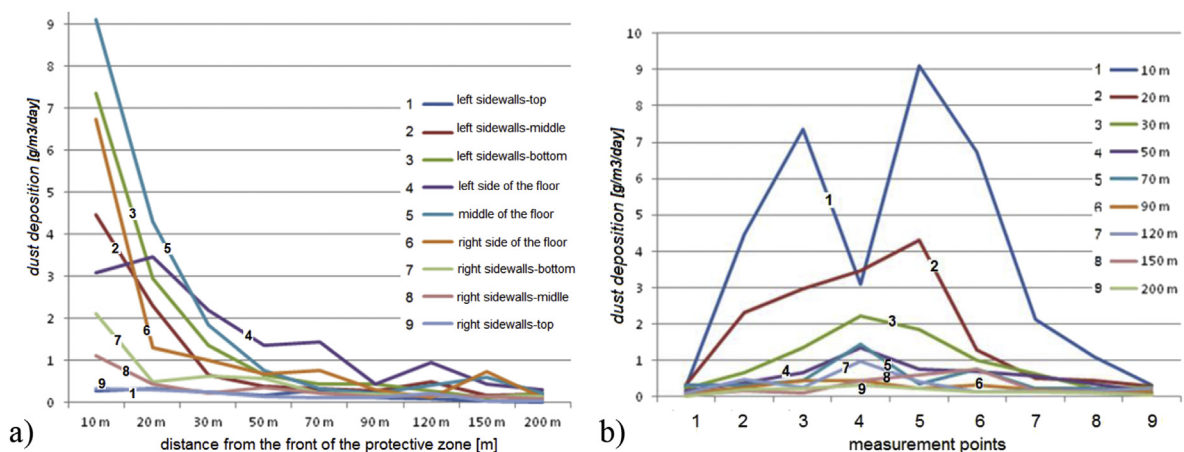 dust deposition [g/m3/day]
9
8
7
6
5
4
3
2
1
0
1 left sidewalls-top
2 left sidewalls-middle
3 left sidewalls-bottom
4 left side of the floor
5 middle of the floor
6 right side of the floor
7 right sidewalls-bottom
8 right sidewalls-midlle
9 right sidewalls-top
3
2
5
6
4
7
8
9
1
10 m 20 m 30 m 50 m 70 m 90 m 120 m 150 m 200 m
distance from the front of the protective zone [m]
a)
dust deposition [g/m3/day]
10
9
8
7
6
5
4
3
2
1
0
1 10 m
2 20 m
3 30 m
4 50 m
5 70 m
6 90 m
7 120 m
8 150 m
9 200 m
1
2
3
4
7
5
8
6
9
1 2 3 4 5 6 7 8 9
measurement points
b)